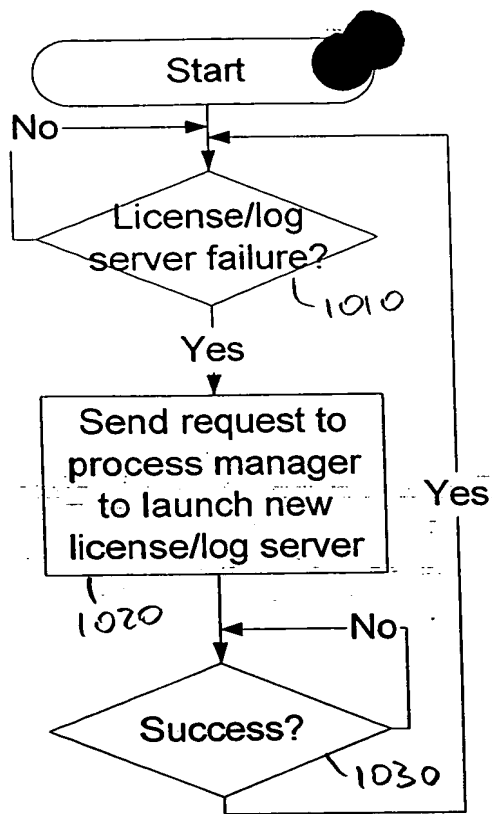 Start
No
License/log
server failure?
1010
Yes
Send request to
process manager
to launch new
license/log server
Yes
1020
No
Success?
1030